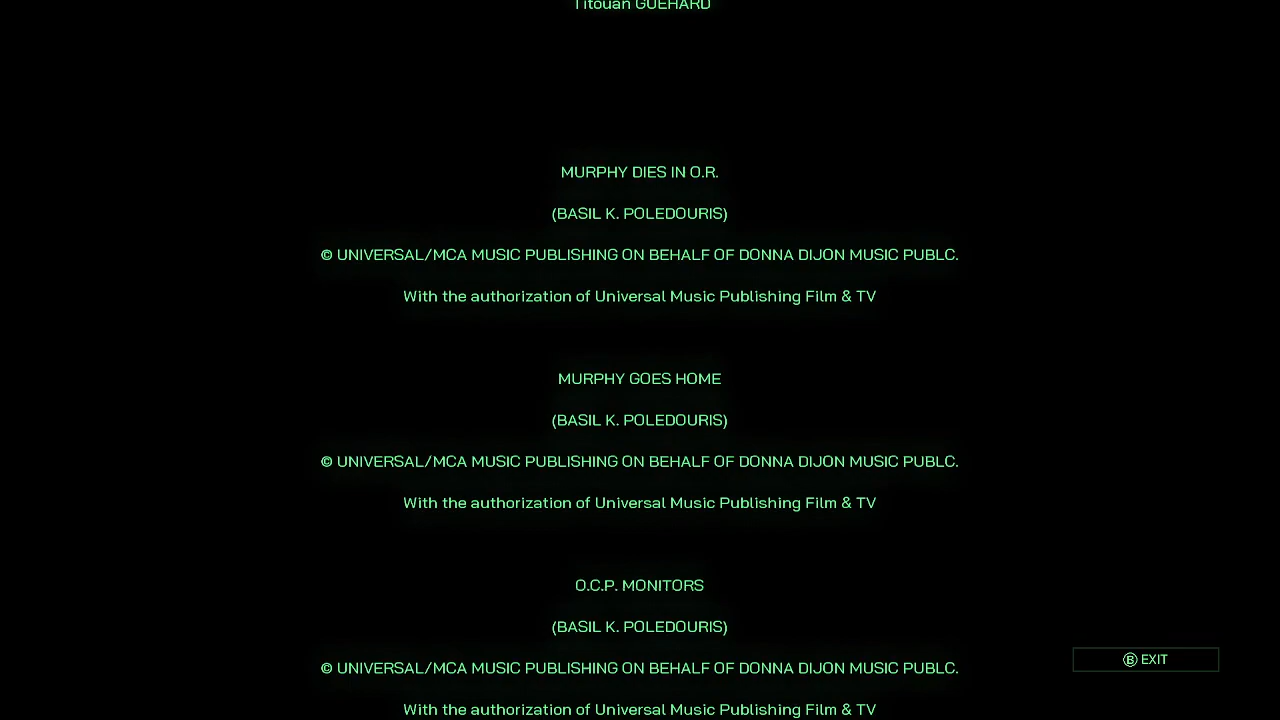 Titouan GUEHARD
MURPHY DIES IN O.R.
(BASIL K. POLEDOURIS)
© UNIVERSAL/MCA MUSIC PUBLISHING ON BEHALF OF DONNA DIJON MUSIC PUBLC.
With the authorization of Universal Music Publishing Film & TV
MURPHY GOES HOME
(BASIL K. POLEDOURIS)
© UNIVERSAL/MCA MUSIC PUBLISHING ON BEHALF OF DONNA DIJON MUSIC PUBLC.
With the authorization of Universal Music Publishing Film & TV
O.C.P. MONITORS
(BASIL K. POLEDOURIS)
© UNIVERSAL/MCA MUSIC PUBLISHING ON BEHALF OF DONNA DIJON MUSIC PUBLC.
B EXIT
With the authorization of Universal Music Publishing Film & TV